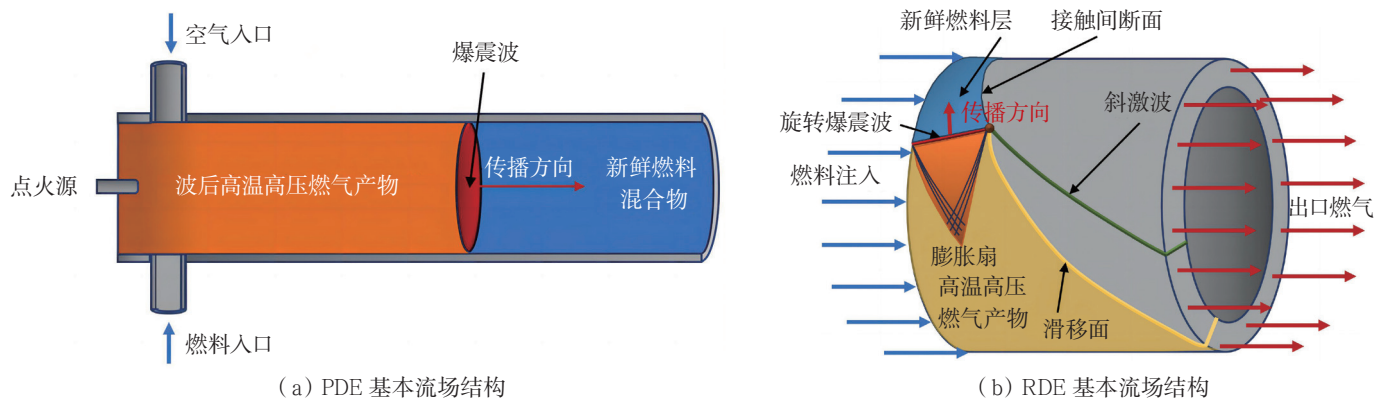 空气入口
爆震波
点火源
波后高温高压燃气产物
传播方向
新鲜燃料
混合物
燃料入口
(a) PDE 基本流场结构
新鲜燃料层
接触间断面
传播方向
斜激波
旋转爆震波
燃料注入
出口燃气
膨胀扇
高温高压
燃气产物
滑移面
(b) RDE 基本流场结构